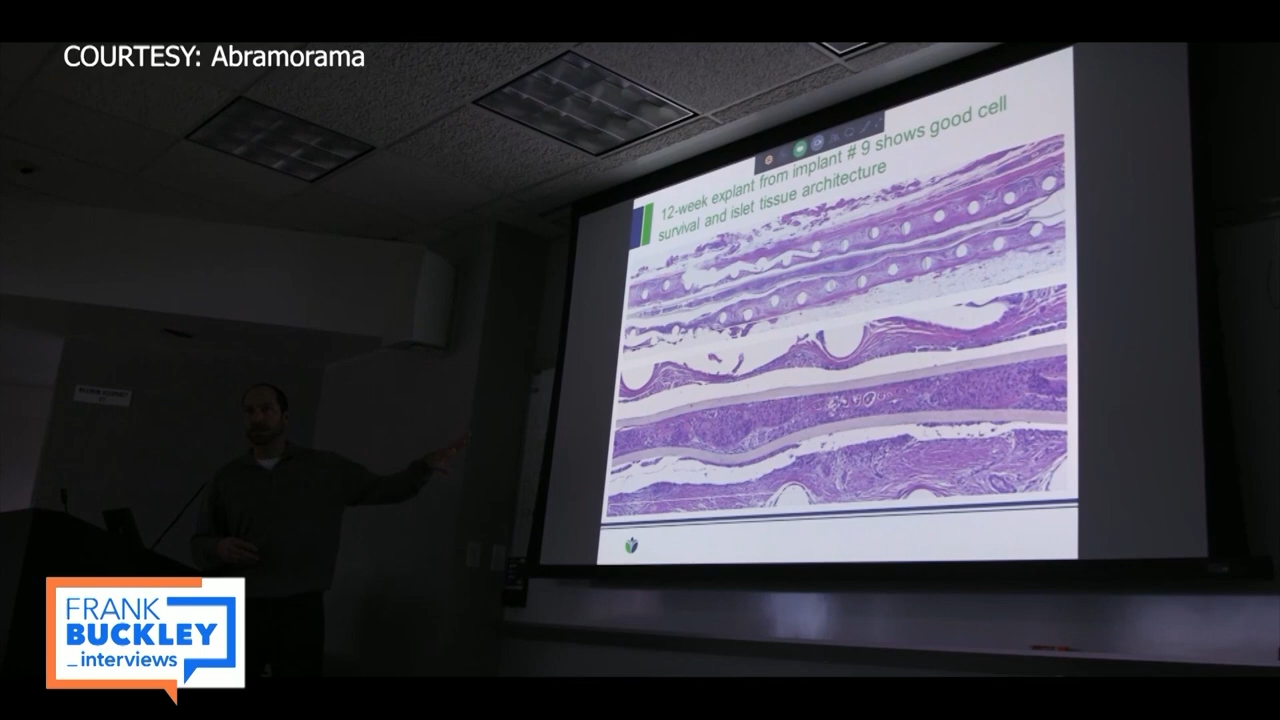 COURTESY: Abramorama
12-week explant from implant # 9 shows good cell
survival and islet tissue architecture
FRANK
BUCKLEY
_interviews